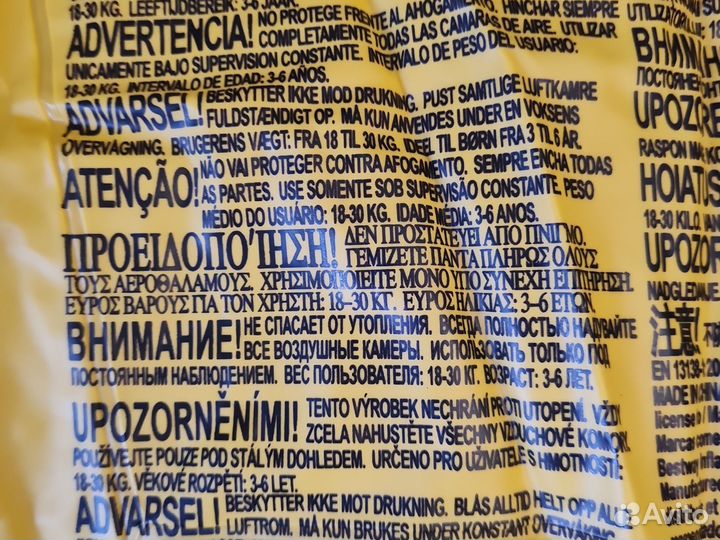 18-30 KG. LEEFTIJDBEREIK: 3-6 JAAR.
ADVERTENCIA! NO PROTEGE FRENTE AL AHOGAMIENTO. HINCHAR SIEMPRE
COMPLETAMENTE TODAS LAS CAMARAS DE AIRE. UTILIZAR
UNICAMENTE BAJO SUPERVISION CONSTANTE. INTERVALO DE PESO DEL USUARIO:
18-30 KG. INTERVALO DE EDAD: 3-6 AÑOS.
ADVARSEL! BESKYTTER IKKE MOD DRUKNING. PUST SAMTLIGE LUFTKAMRE
FULDSTÆNDIGT OP. MÅ KUN ANVENDES UNDER EN VOKSENS
OVERVÅGNING. BRUGERENS VÆGT: FRA 18 TIL 30 KG. IDEEL TIL BØRN FRA 3 TIL 6 ÅR.
ATENÇÃO! NÃO VAI PROTEGER CONTRA AFOGAMENTO. SEMPRE ENCHA TODAS
AS PARTES. USE SOMENTE SOB SUPERVISÃO CONSTANTE. PESO
MÉDIO DO USUÁRIO: 18-30 KG. IDADE MÉDIA: 3-6 ANOS.
ΠΡΟΕΙΔΟΠΟΊΗΣΗ! ΔΕΝ ΠΡΟΣΤΑΤΕΥΕΙ ΑΠΟ ΠΝΙΓΜΟ.
ΓΕΜΙΖΕΤΕ ΠΑΝΤΑ ΠΛΗΡΩΣ ΟΛΟΥΣ
ΤΟΥΣ ΑΕΡΟΘΑΛΑΜΟΥΣ. ΧΡΗΣΙΜΟΠΟΙΕΙΤΕ ΜΟΝΟ ΥΠΟ ΣΥΝΕΧΗ ΕΠΙΤΗΡΗΣΗ.
ΕΥΡΟΣ ΒΑΡΟΥΣ ΓΙΑ ΤΟΝ ΧΡΗΣΤΗ: 18-30 ΚΓ. ΕΥΡΟΣ ΗΛΙΚΙΑΣ: 3-6 ΕΤΩΝ.
ВНИМАНИЕ! НЕ СПАСАЕТ ОТ УТОПЛЕНИЯ. ВСЕГДА ПОЛНОСТЬЮ НАДУВАЙТЕ
ВСЕ ВОЗДУШНЫЕ КАМЕРЫ. ИСПОЛЬЗОВАТЬ ТОЛЬКО ПОД
ПОСТОЯННЫМ НАБЛЮДЕНИЕМ. ВЕС ПОЛЬЗОВАТЕЛЯ: 18-30 КГ. ВОЗРАСТ: 3-6 ЛЕТ.
UPOZORNĚNÍMI! TENTO VÝROBEK NECHRÁNÍ PROTI UTOPENÍ. VŽDY
ZCELA NAHUSTĚTE VŠECHNY VZDUCHOVÉ KOMORY.
POUŽÍVEJTE POUZE POD STÁLÝM DOHLEDEM. URČENO PRO UŽIVATELE S HMOTNOSTÍ:
18-30 KG. VĚKOVÉ ROZPĚTÍ: 3-6 LET.
ADVARSEL! BESKYTTER IKKE MOT DRUKNING. BLÅS ALLTID HELT OPP ALLE
LUFTROM. MÅ KUN BRUKES UNDER KONSTANT OVERVÅKING.
18-30 KILO.
EN 13138
MADE IN
Avito